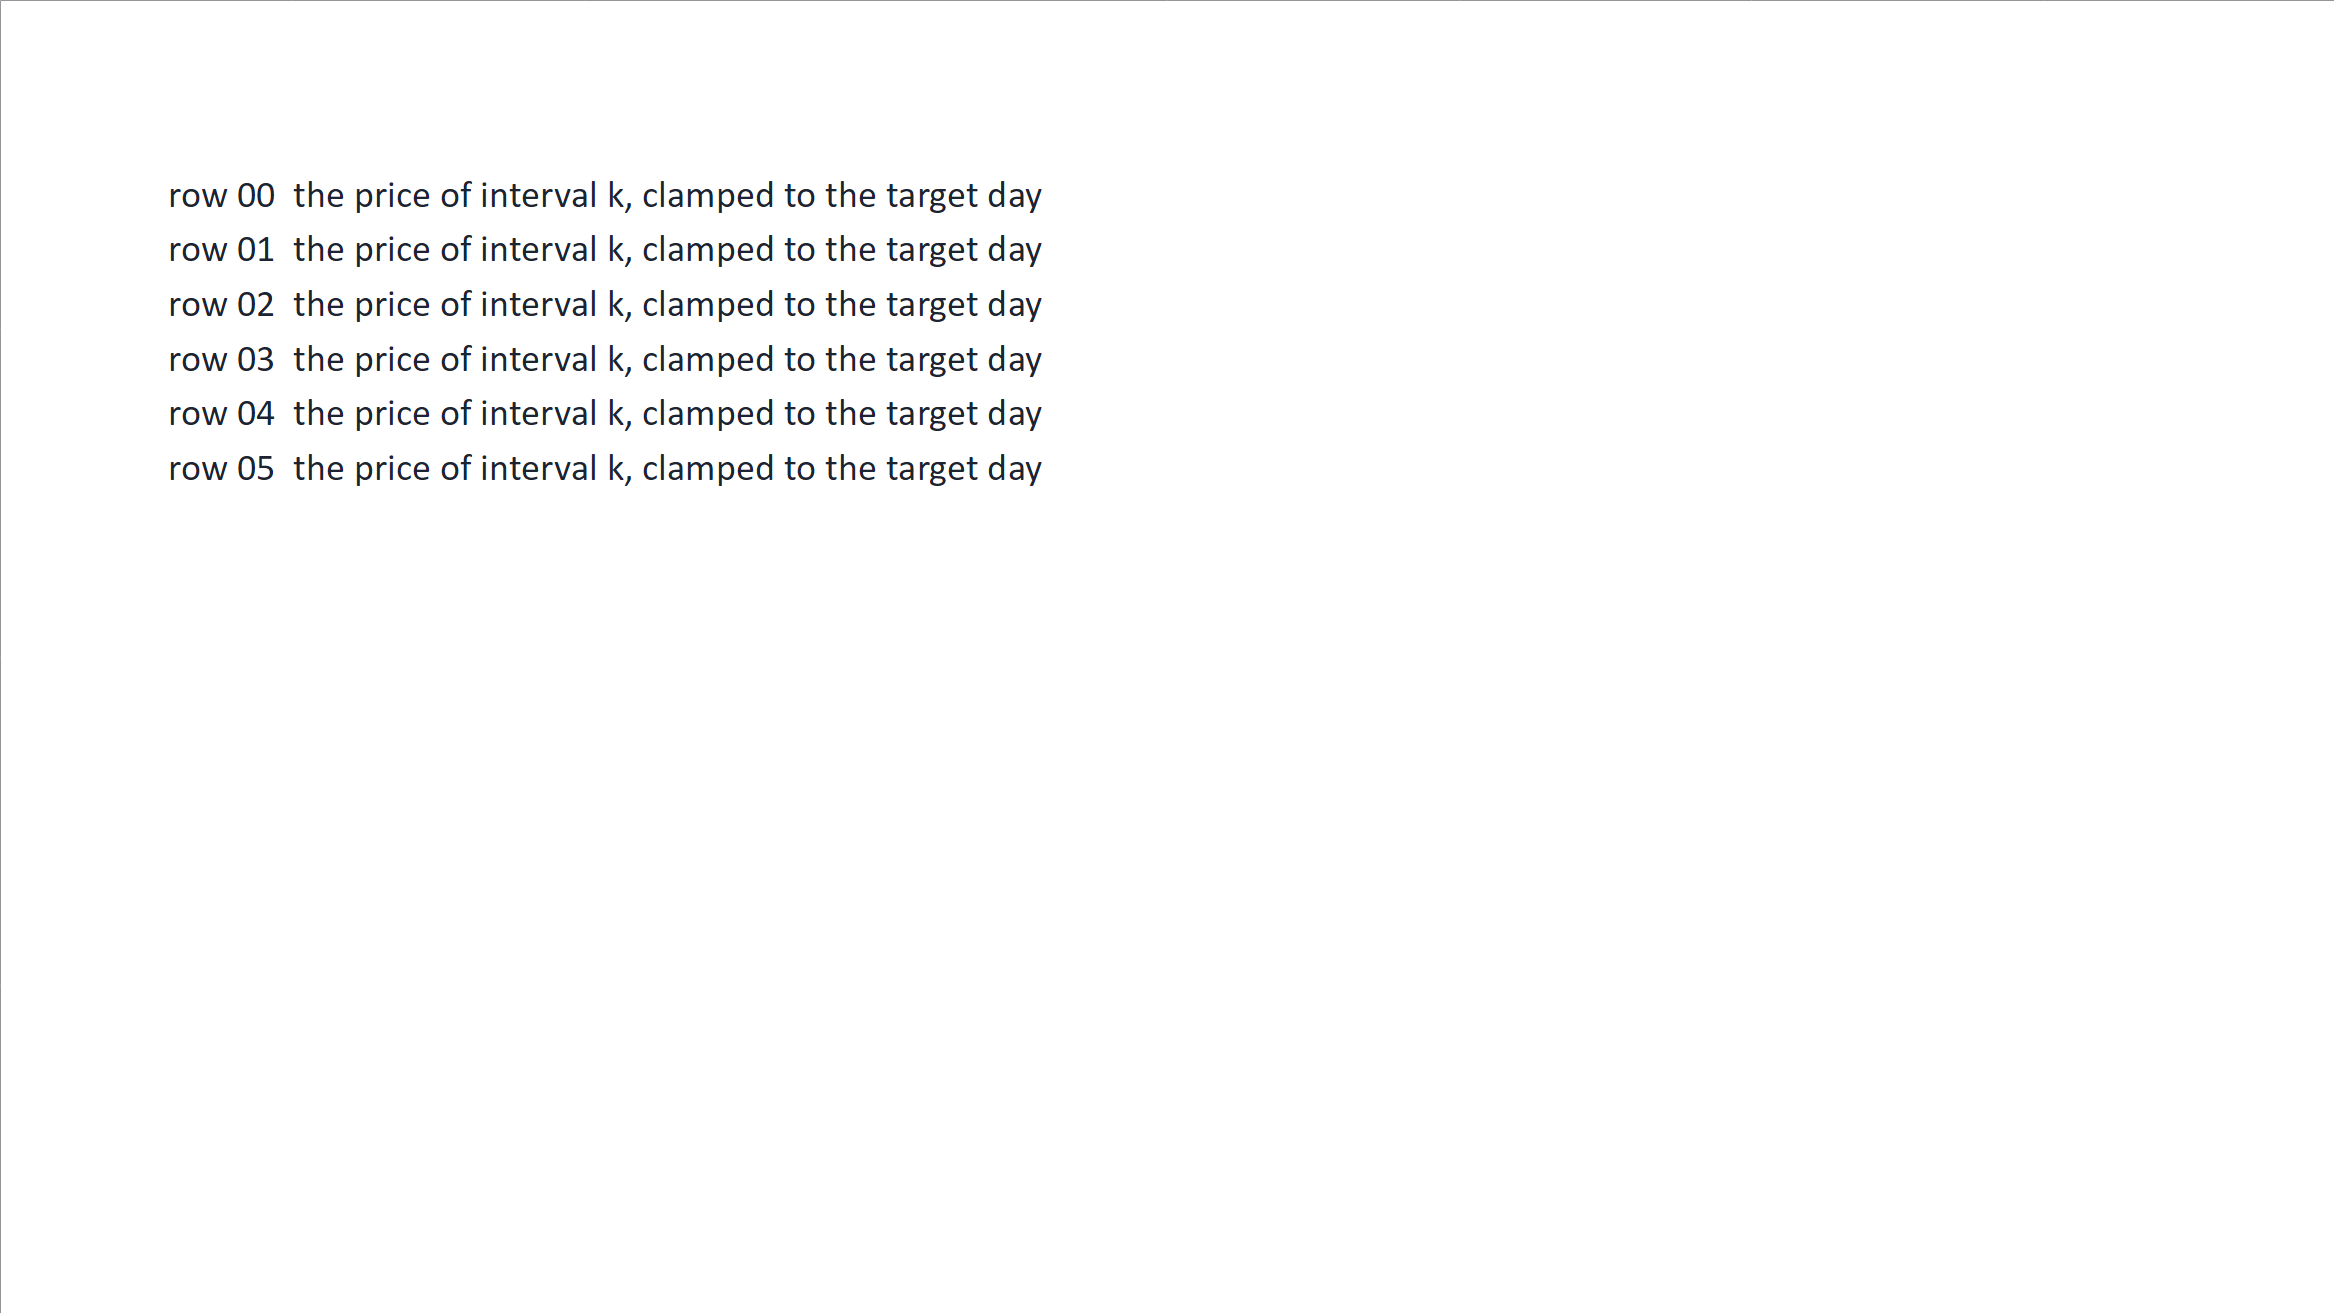 row 00  the price of interval k, clamped to the target day
row 01  the price of interval k, clamped to the target day
row 02  the price of interval k, clamped to the target day
row 03  the price of interval k, clamped to the target day
row 04  the price of interval k, clamped to the target day
row 05  the price of interval k, clamped to the target day